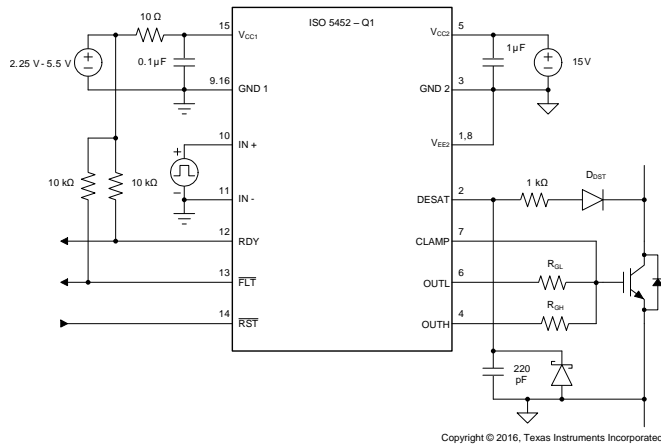 10 Ω
15
VCC1
ISO 5452 – Q1
VCC2
5
2.25 V - 5.5 V
0.1 µF
1µF
15V
9,16
GND 1
GND 2
3
10
IN +
VEE2
1,8
10 kΩ
10 kΩ
11
IN -
DESAT
2
1 kΩ
DDST
12
RDY
CLAMP
7
13
FLT
OUTL
6
RGL
14
RST
OUTH
4
RGH
220
pF
Copyright © 2016, Texas Instruments Incorporated